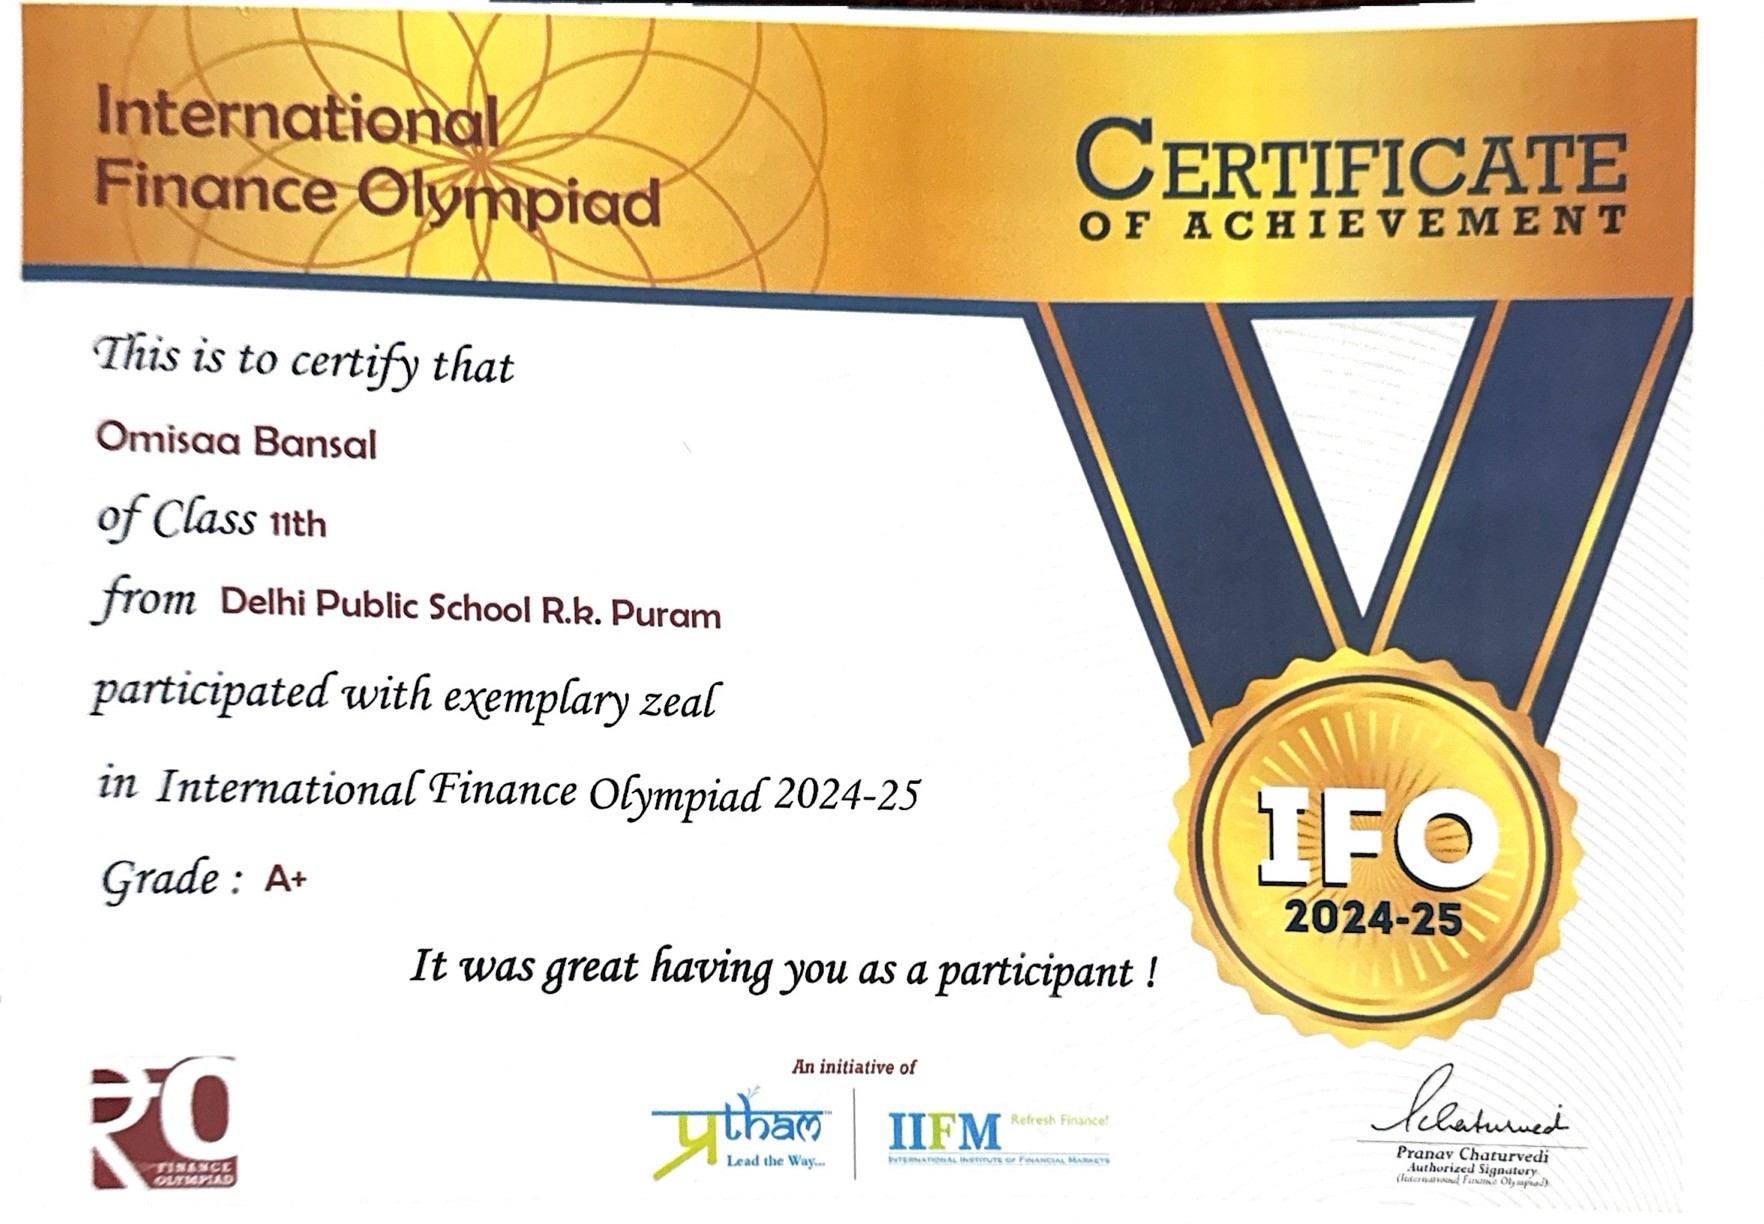 International
Finance Olympiad
CERTIFICATE
OF ACHIEVEMENT
This is to certify that
Omisaa Bansal
of Class 11th
from Delhi Public School R.k. Puram
participated with exemplary zeal
in International Finance Olympiad 2024-25
Grade : A+
It was great having you as a participant !
IFO
2024-25
FINANCE
OLYMPIAD
An initiative of
प्रtham
Lead the Way...
IIFM Refresh Finance!
INTERNATIONAL INSTITUTE OF FINANCIAL MARKETS
PChaturvedi
Pranav Chaturvedi
Authorized Signatory
(International Finance Olympiad)